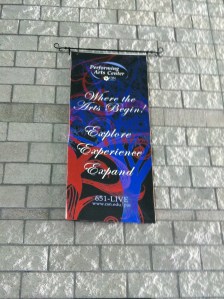 Performing
Arts Center
Where the
Arts Begin!
Explore
Experience
Expand
651-LIVE